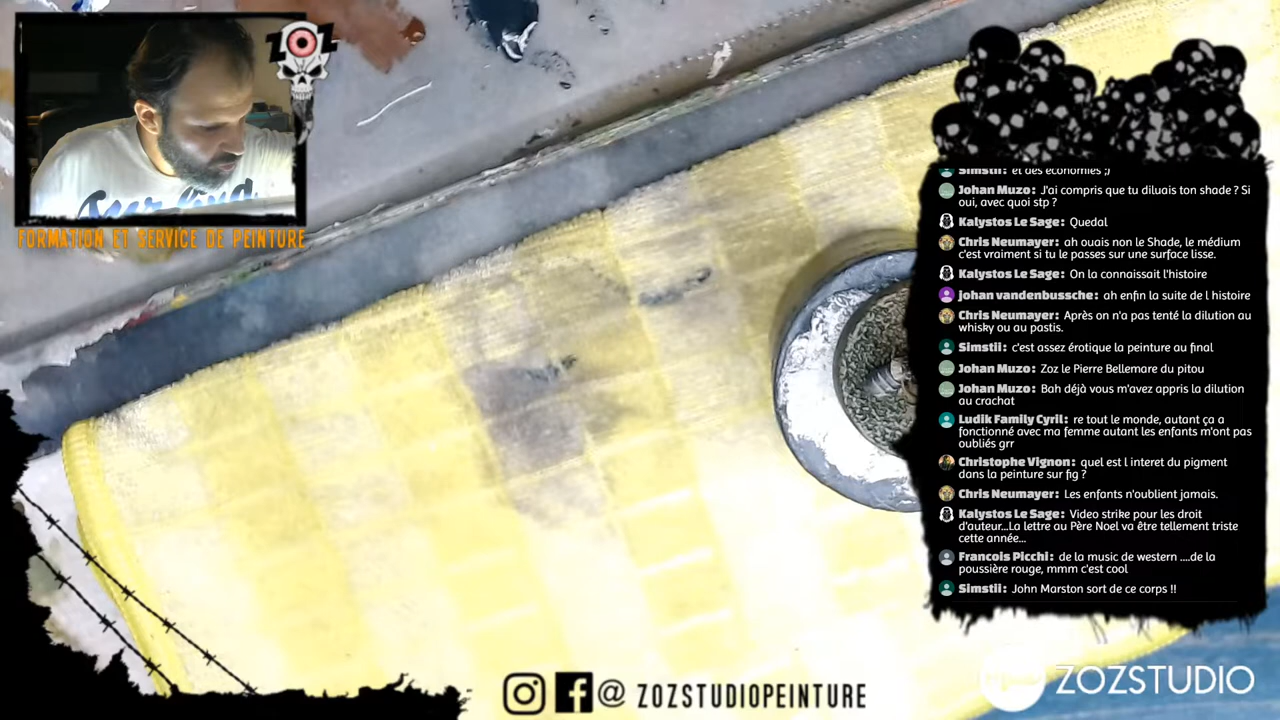 ZOZ
FORMATION ET SERVICE DE PEINTURE
Simstii: et des économies ;)
Johan Muzo: J'ai compris que tu diluais ton shade ? Si
oui, avec quoi stp ?
Kalystos Le Sage: Quedal
Chris Neumayer: ah ouais non le Shade, le médium
c'est vraiment si tu le passes sur une surface lisse.
Kalystos Le Sage: On la connaissait l'histoire
johan vandenbussche: ah enfin la suite de l histoire
Chris Neumayer: Après on n'a pas tenté la dilution au
whisky ou au pastis.
Simstii: c'est assez érotique la peinture au final
Johan Muzo: Zoz le Pierre Bellemare du pitou
Johan Muzo: Bah déjà vous m'avez appris la dilution
au crachat
Ludik Family Cyril: re tout le monde, autant ça a
fonctionné avec ma femme autant les enfants m'ont pas
oubliés grr
Christophe Vignon: quel est l interet du pigment
dans la peinture sur fig ?
Chris Neumayer: Les enfants n'oublient jamais.
Kalystos Le Sage: Video strike pour les droit
d'auteur...La lettre au Père Noel va être tellement triste
cette année...
Francois Picchi: de la music de western ....de la
poussière rouge, mmm c'est cool
Simstii: John Marston sort de ce corps !!
@ ZOZSTUDIOPEINTURE
ZOZSTUDIO